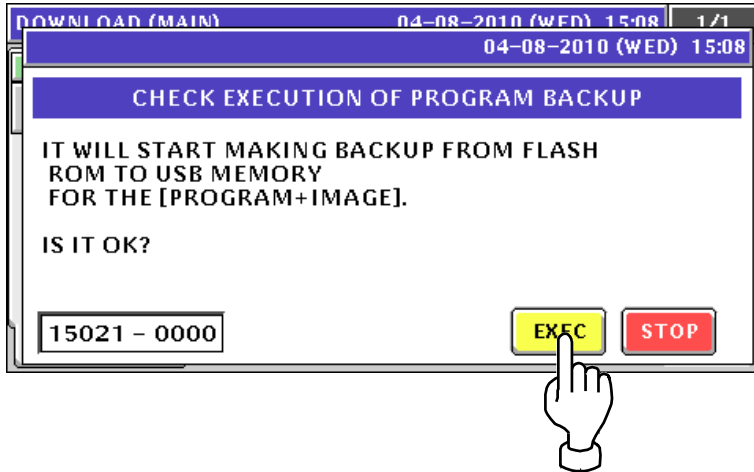 DOWNLOAD (MAIN) 04-08-2010 (WED) 15:08 1/1
04-08-2010 (WED) 15:08
CHECK EXECUTION OF PROGRAM BACKUP
IT WILL START MAKING BACKUP FROM FLASH
ROM TO USB MEMORY
FOR THE [PROGRAM+IMAGE].
IS IT OK?
15021 - 0000 EXEC STOP